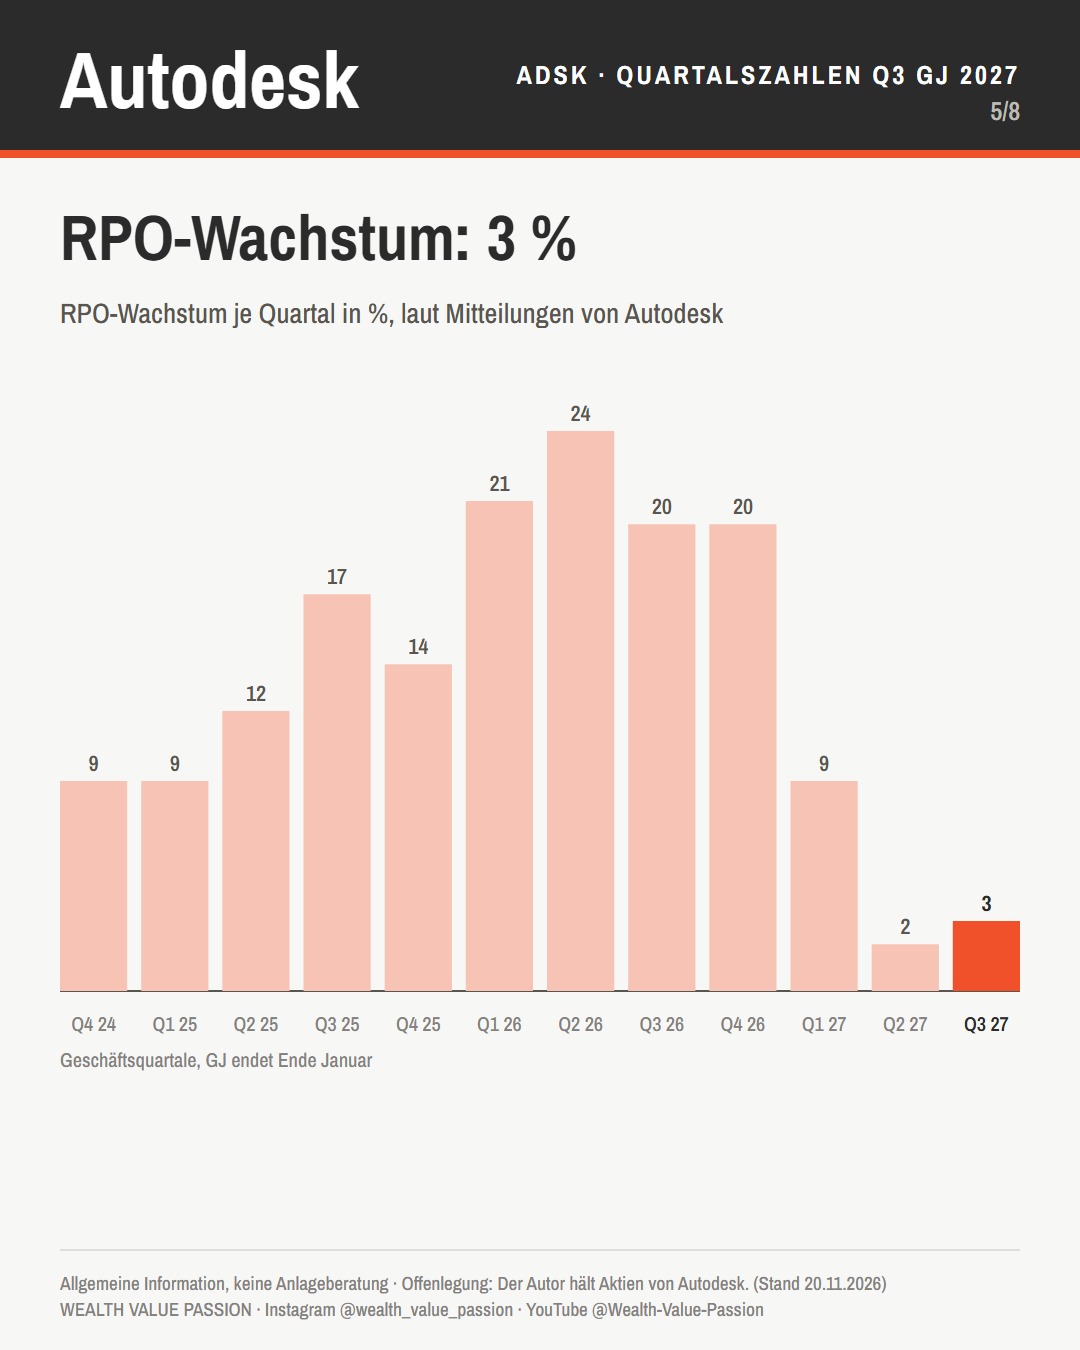 Autodesk
ADSK · QUARTALSZAHLEN Q3 GJ 2027
5/8
RPO-Wachstum: 3 %
RPO-Wachstum je Quartal in %, laut Mitteilungen von Autodesk
9 9 12 17 14 21 24 20 20 9 2 3
Q4 24 Q1 25 Q2 25 Q3 25 Q4 25 Q1 26 Q2 26 Q3 26 Q4 26 Q1 27 Q2 27 Q3 27
Geschäftsquartale, GJ endet Ende Januar
Allgemeine Information, keine Anlageberatung · Offenlegung: Der Autor hält Aktien von Autodesk. (Stand 20.11.2026)
WEALTH VALUE PASSION · Instagram @wealth_value_passion · YouTube @Wealth-Value-Passion